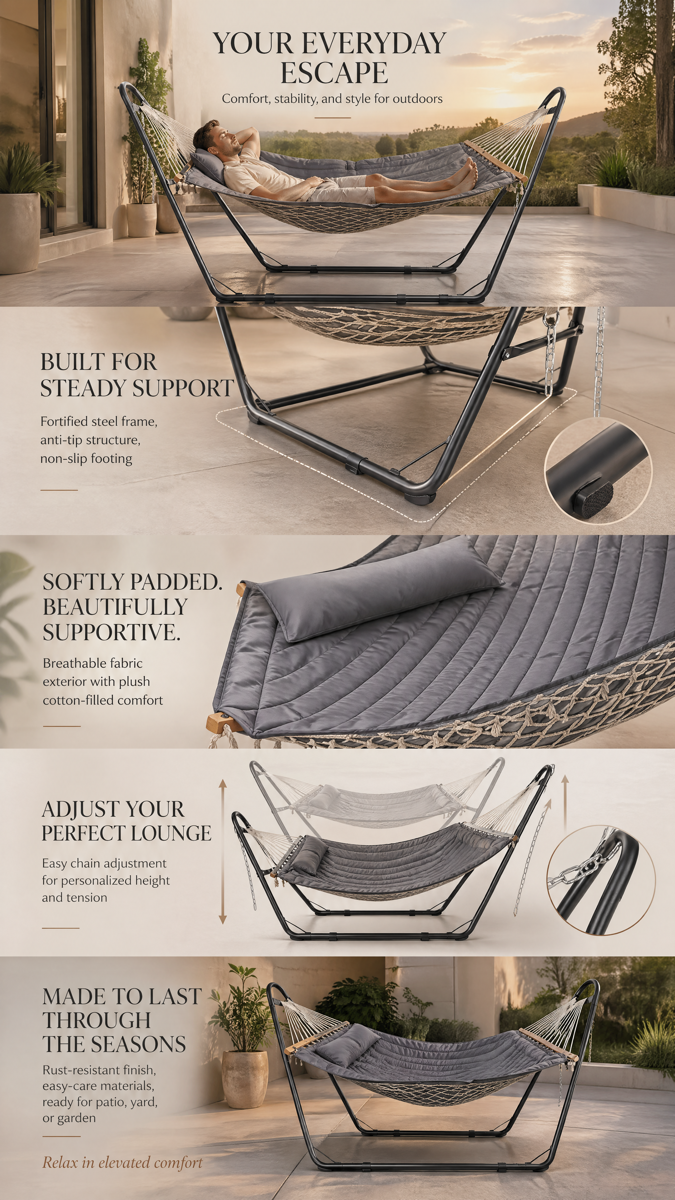 YOUR EVERYDAY
ESCAPE
Comfort, stability, and style for outdoors
BUILT FOR
STEADY SUPPORT
Fortified steel frame,
anti-tip structure,
non-slip footing
SOFTLY PADDED.
BEAUTIFULLY
SUPPORTIVE.
Breathable fabric
exterior with plush
cotton-filled comfort
ADJUST YOUR
PERFECT LOUNGE
Easy chain adjustment
for personalized height
and tension
MADE TO LAST
THROUGH
THE SEASONS
Rust-resistant finish,
easy-care materials,
ready for patio, yard,
or garden
Relax in elevated comfort